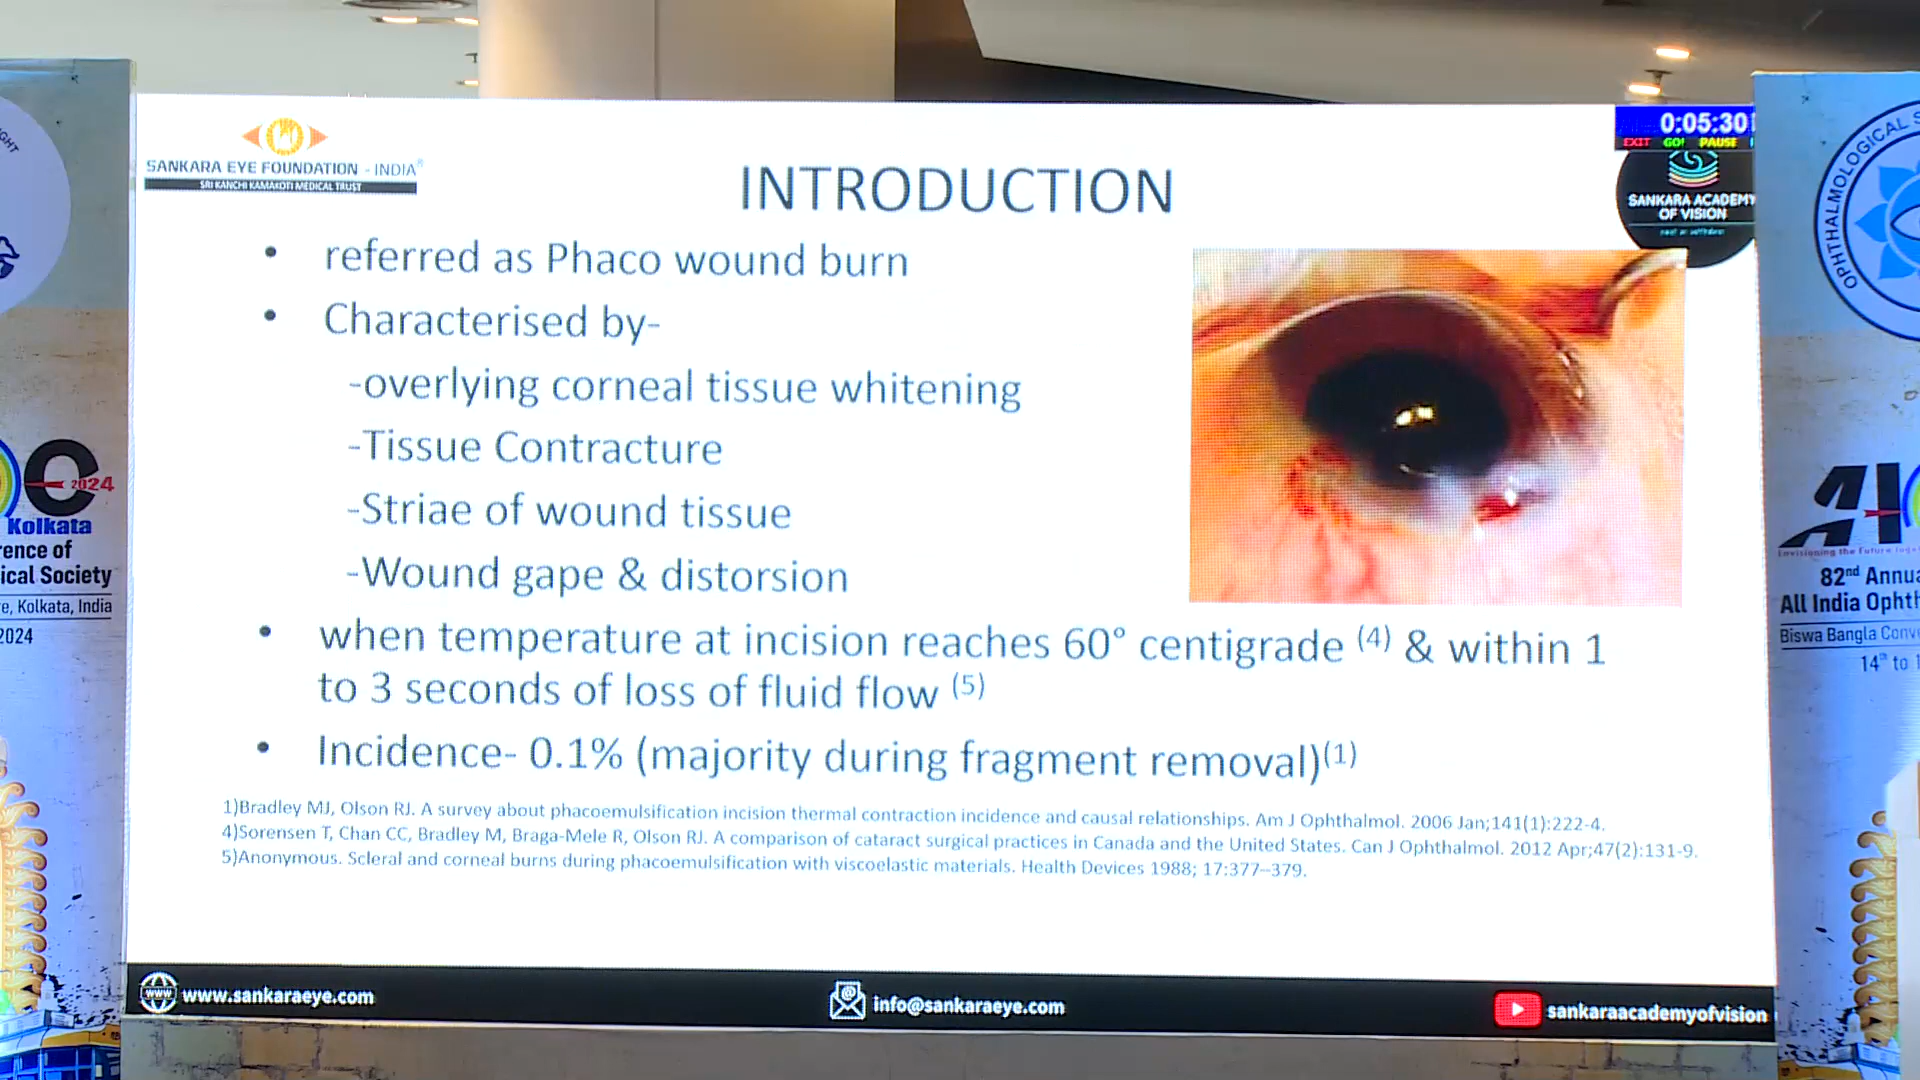 SANKARA EYE FOUNDATION - INDIA®
SRI KANCHI KAMAKOTI MEDICAL TRUST
INTRODUCTION
0:05:30
EXIT GO! PAUSE
SANKARA ACADEMY
OF VISION
• referred as Phaco wound burn
• Characterised by-
-overlying corneal tissue whitening
-Tissue Contracture
-Striae of wound tissue
-Wound gape & distorsion
• when temperature at incision reaches 60° centigrade (4) & within 1
to 3 seconds of loss of fluid flow (5)
• Incidence- 0.1% (majority during fragment removal)(1)
1)Bradley MJ, Olson RJ. A survey about phacoemulsification incision thermal contraction incidence and causal relationships. Am J Ophthalmol. 2006 Jan;141(1):222-4.
4)Sorensen T, Chan CC, Bradley M, Braga-Mele R, Olson RJ. A comparison of cataract surgical practices in Canada and the United States. Can J Ophthalmol. 2012 Apr;47(2):131-9.
5)Anonymous. Scleral and corneal burns during phacoemulsification with viscoelastic materials. Health Devices 1988; 17:377–379.
www www.sankaraeye.com
info@sankaraeye.com
sankaraacademyofvision
2024
Kolkata
rence of
ical Society
e, Kolkata, India
2024
OPHTHALMOLOGICAL S
AI
82nd Annua
All India Ophth
Biswa Bangla Conve
14th to 1